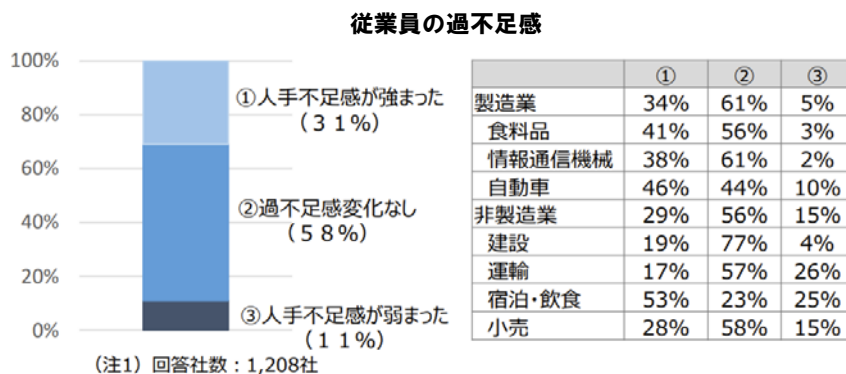 従業員の過不足感
100%
80%
60%
40%
20%
0%
①人手不足感が強まった
(31%)
②過不足感変化なし
(58%)
③人手不足感が弱まった
(11%)
(注1) 回答社数:1,208社
① ② ③
製造業 34% 61% 5%
食料品 41% 56% 3%
情報通信機械 38% 61% 2%
自動車 46% 44% 10%
非製造業 29% 56% 15%
建設 19% 77% 4%
運輸 17% 57% 26%
宿泊・飲食 53% 23% 25%
小売 28% 58% 15%